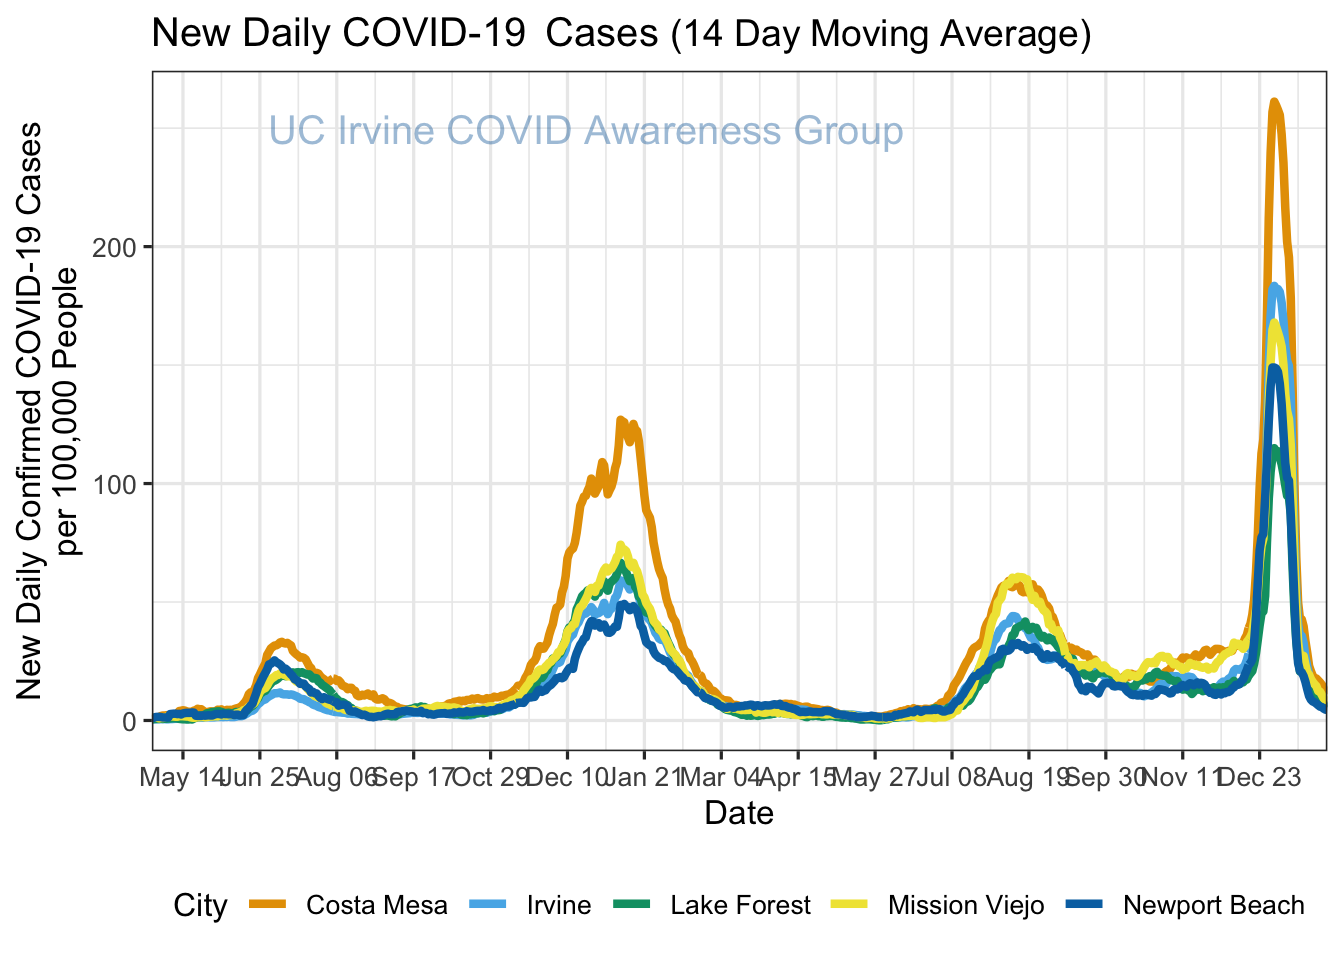 New Daily COVID-19  Cases (14 Day Moving Average)
UC Irvine COVID Awareness Group
New Daily Confirmed COVID-19 Cases
per 100,000 People
200
100
0
May 14 Jun 25 Aug 06 Sep 17 Oct 29 Dec 10 Jan 21 Mar 04 Apr 15 May 27 Jul 08 Aug 19 Sep 30 Nov 11 Dec 23
Date
City Costa Mesa Irvine Lake Forest Mission Viejo Newport Beach